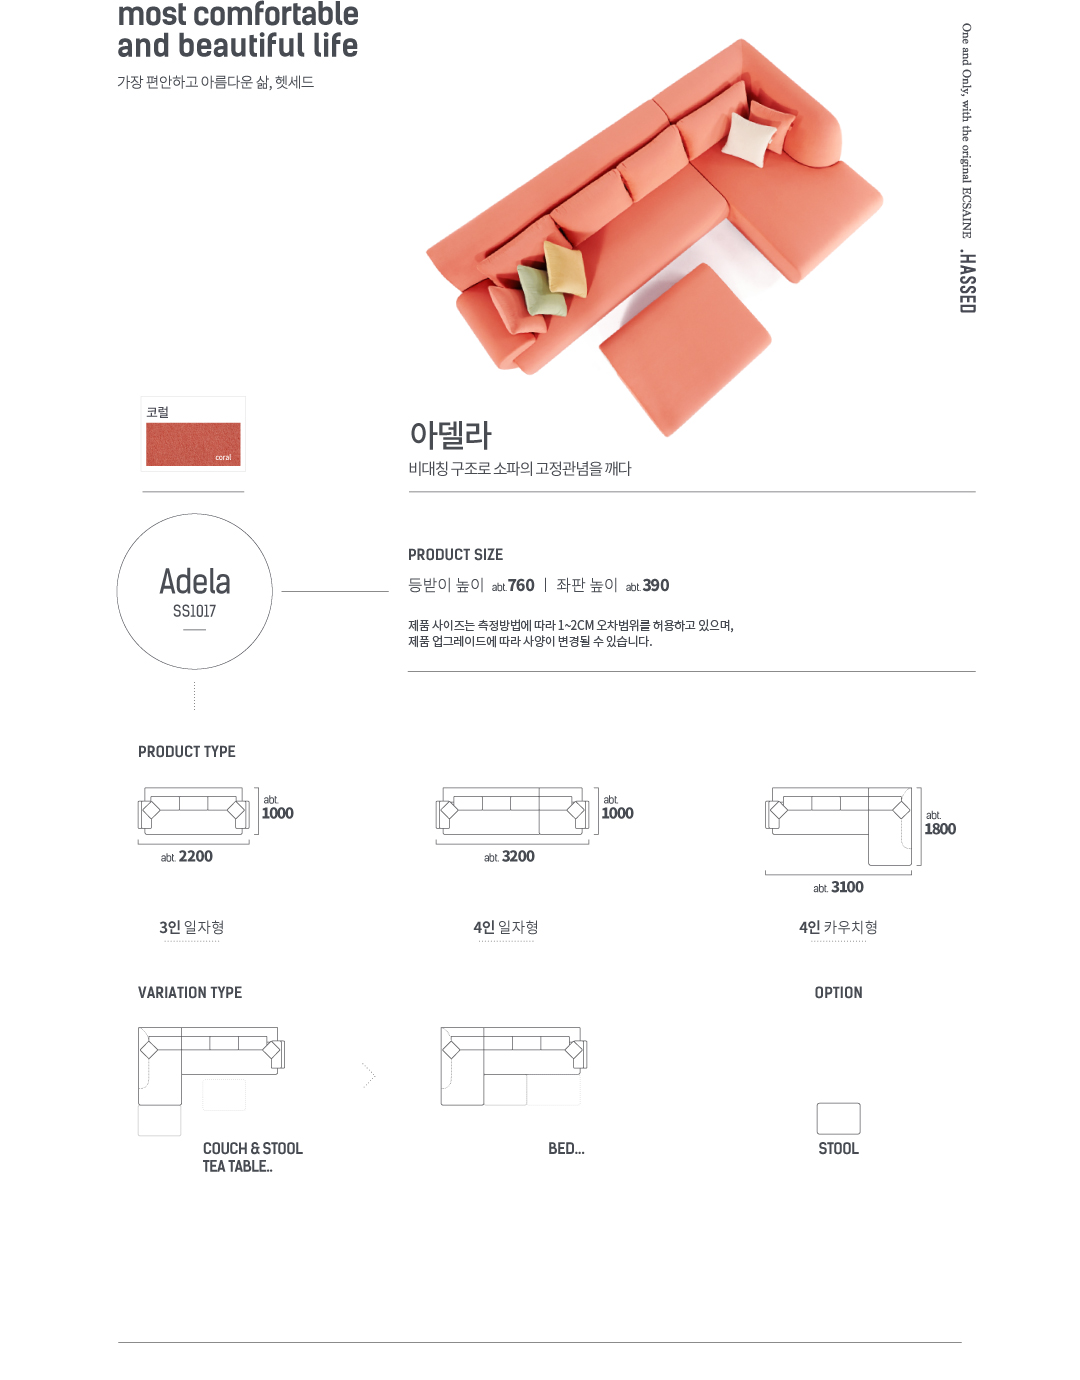 most comfortable
and beautiful life
가장 편안하고 아름다운 삶, 헷세드
One and Only, with the original ECSAINE .HASSED
코럴
coral
아델라
비대칭 구조로 소파의 고정관념을 깨다
Adela
SS1017
PRODUCT SIZE
등받이 높이 abt.760 | 좌판 높이 abt.390
제품 사이즈는 측정방법에 따라 1~2CM 오차범위를 허용하고 있으며,
제품 업그레이드에 따라 사양이 변경될 수 있습니다.
PRODUCT TYPE
abt.
1000
abt. 2200
3인 일자형
abt.
1000
abt. 3200
4인 일자형
abt.
1800
abt. 3100
4인 카우치형
VARIATION TYPE
OPTION
COUCH & STOOL
TEA TABLE..
BED...
STOOL